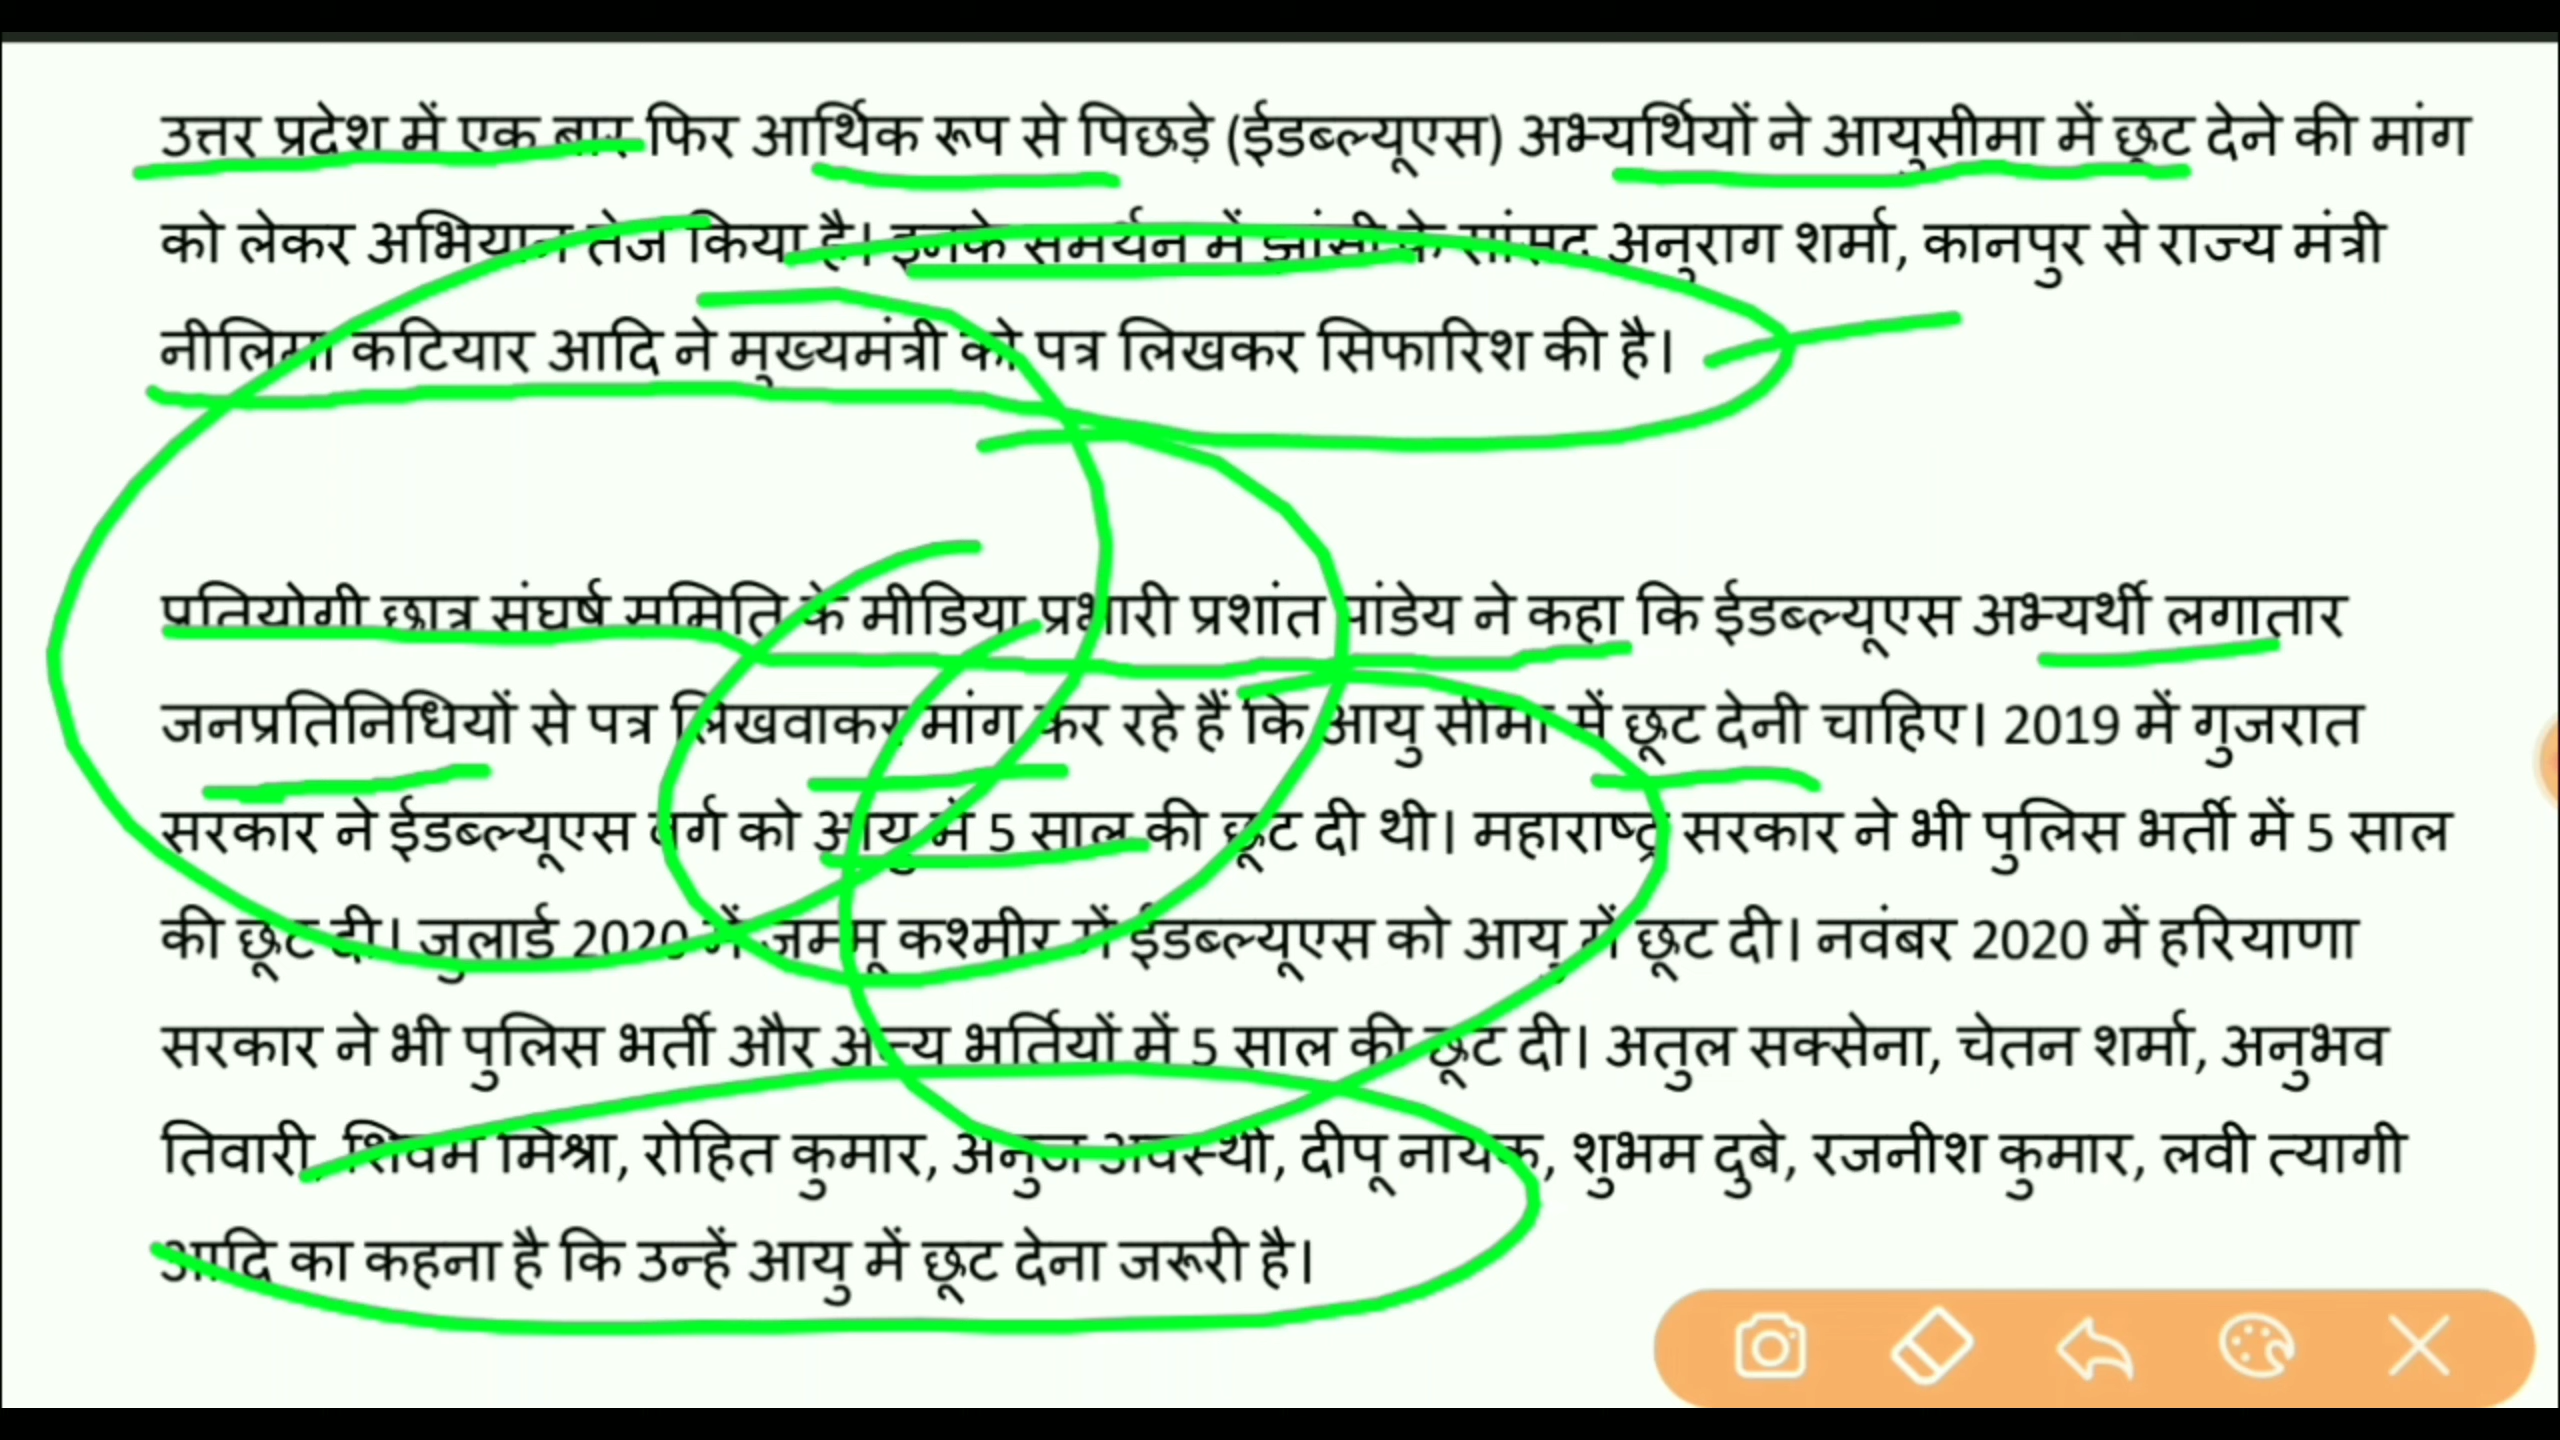 उत्तर प्रदेश में एक बार फिर आर्थिक रूप से पिछड़े (ईडब्ल्यूएस) अभ्यर्थियों ने आयुसीमा में छूट देने की मांग
को लेकर अभियान तेज किया है। इनके समर्थन में झांसी के सांसद अनुराग शर्मा, कानपुर से राज्य मंत्री
नीलिमा कटियार आदि ने मुख्यमंत्री को पत्र लिखकर सिफारिश की है।
प्रतियोगी छात्र संघर्ष समिति के मीडिया प्रभारी प्रशांत पांडेय ने कहा कि ईडब्ल्यूएस अभ्यर्थी लगातार
जनप्रतिनिधियों से पत्र लिखवाकर मांग कर रहे हैं कि आयु सीमा में छूट देनी चाहिए। 2019 में गुजरात
सरकार ने ईडब्ल्यूएस वर्ग को आयु में 5 साल की छूट दी थी। महाराष्ट्र सरकार ने भी पुलिस भर्ती में 5 साल
की छूट दी। जुलाई 2020 में जम्मू कश्मीर में ईडब्ल्यूएस को आयु में छूट दी। नवंबर 2020 में हरियाणा
सरकार ने भी पुलिस भर्ती और अन्य भर्तियों में 5 साल की छूट दी। अतुल सक्सेना, चेतन शर्मा, अनुभव
तिवारी, शिवम मिश्रा, रोहित कुमार, अनुज अवस्थी, दीपू नायक, शुभम दुबे, रजनीश कुमार, लवी त्यागी
आदि का कहना है कि उन्हें आयु में छूट देना जरूरी है।